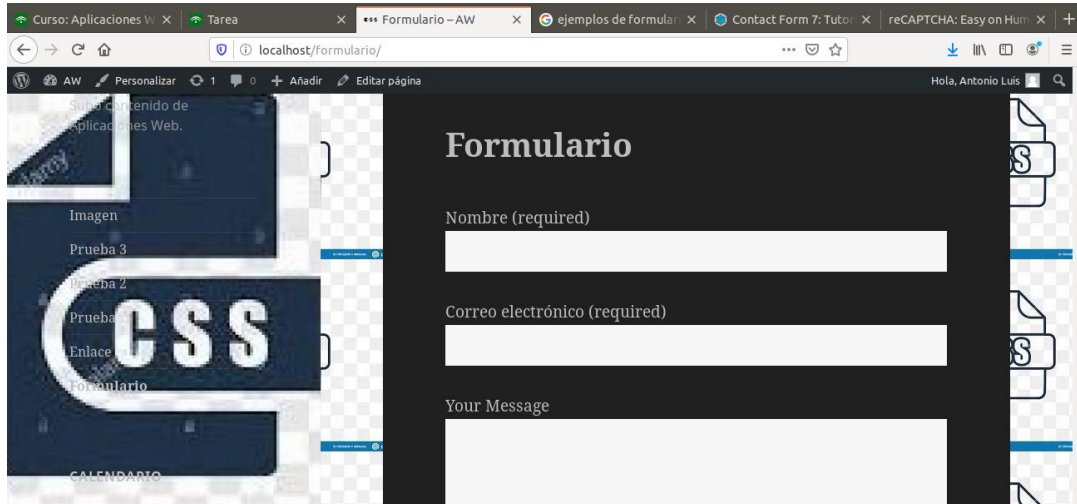 Curso: Aplicaciones W
Tarea
Formulario – AW
ejemplos de formular
Contact Form 7: Tutor
reCAPTCHA: Easy on Hum
localhost/formulario/
AW
Personalizar
1
0
Añadir
Editar página
Hola, Antonio Luis
Subo contenido de
Aplicaciones Web.
Imagen
Prueba 3
Prueba 2
Prueba
Enlace
Formulario
CALENDARIO
CSS
Formulario
Nombre (required)
Correo electrónico (required)
Your Message